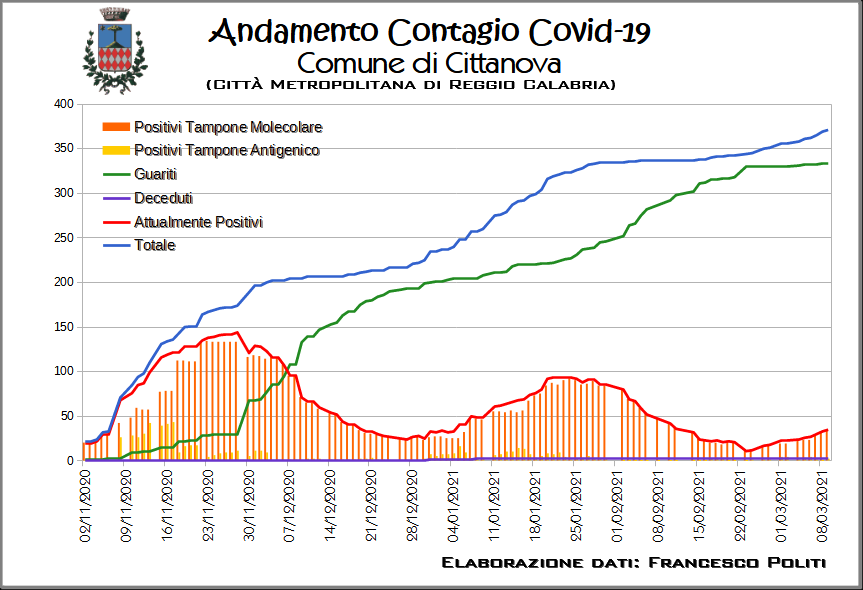 Andamento Contagio Covid-19
Comune di Cittanova
(Città Metropolitana di Reggio Calabria)
400
350
300
250
200
150
100
50
0
Positivi Tampone Molecolare
Positivi Tampone Antigenico
Guariti
Deceduti
Attualmente Positivi
Totale
02/11/2020
09/11/2020
16/11/2020
23/11/2020
30/11/2020
07/12/2020
14/12/2020
21/12/2020
28/12/2020
04/01/2021
11/01/2021
18/01/2021
25/01/2021
01/02/2021
08/02/2021
15/02/2021
22/02/2021
01/03/2021
08/03/2021
Elaborazione dati: Francesco Politi